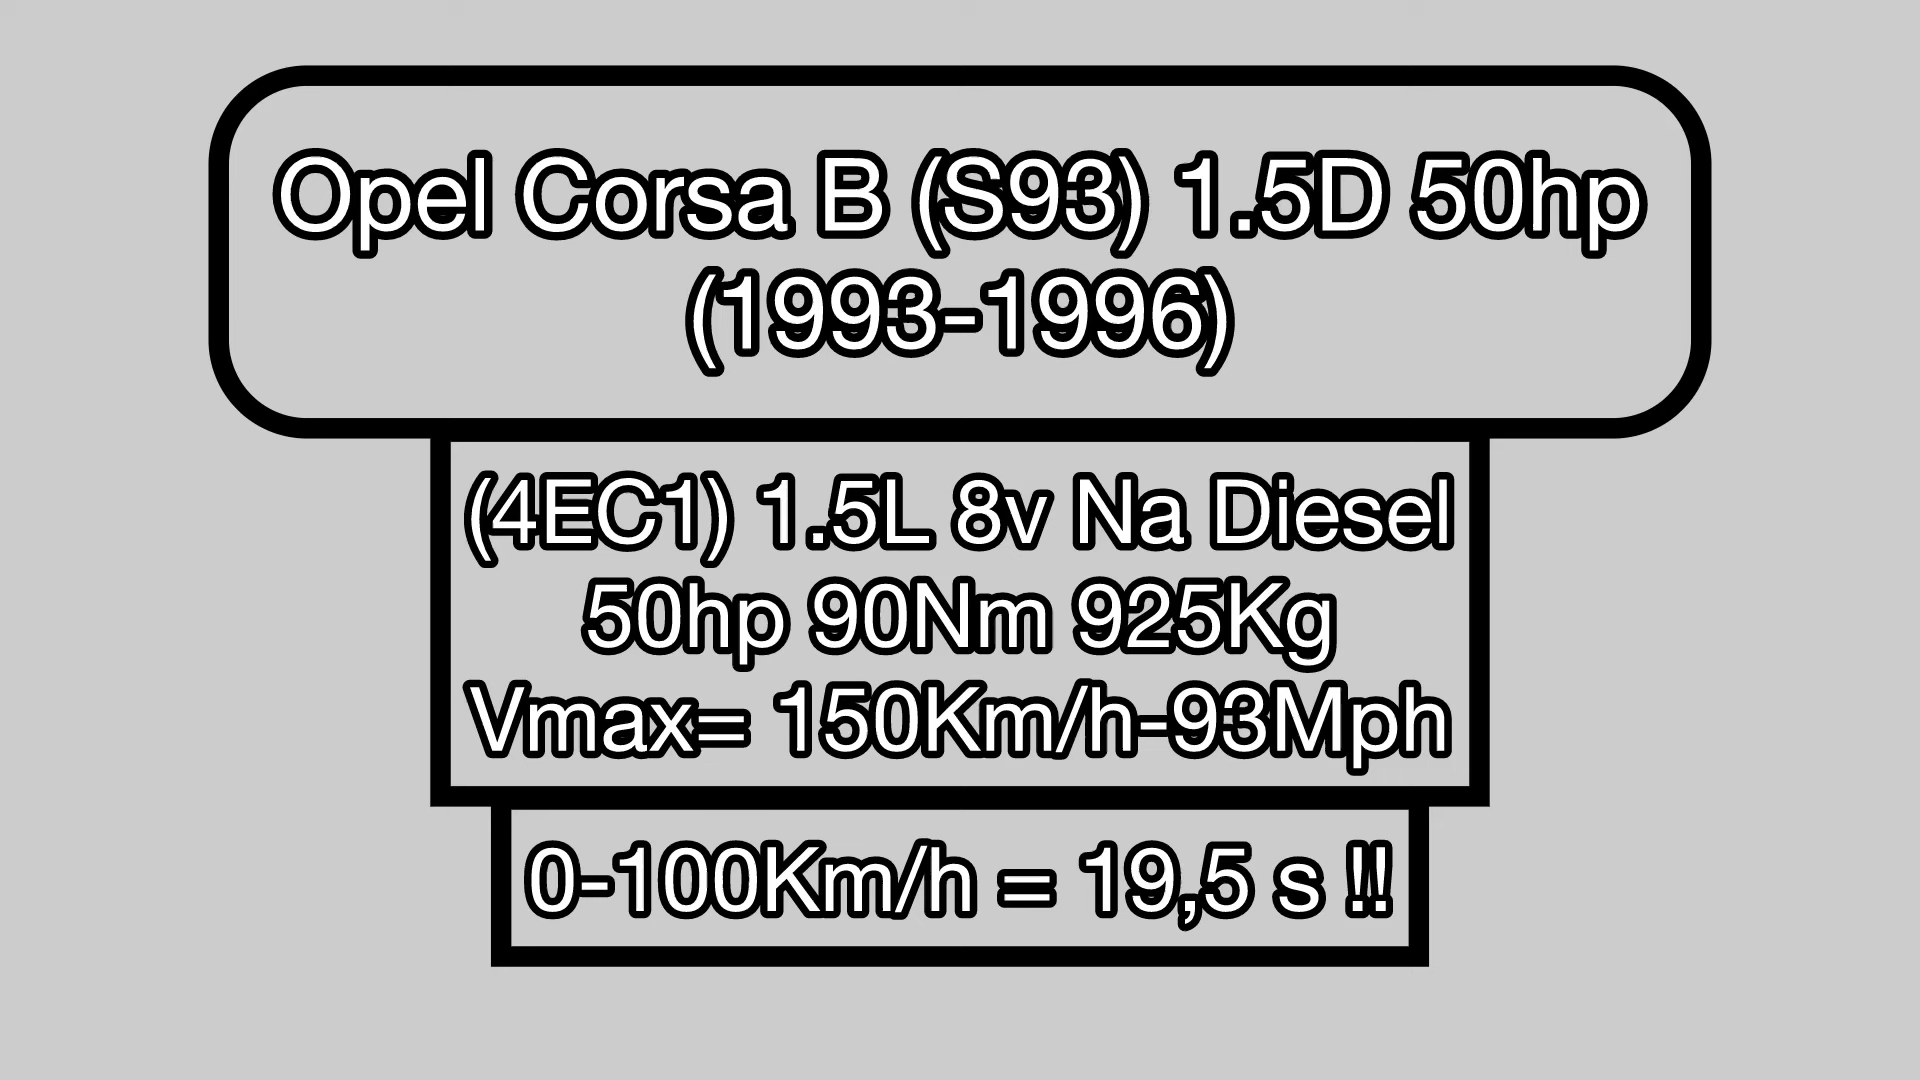 Opel Corsa B (S93) 1.5D 50hp
(1993-1996)
(4EC1) 1.5L 8v Na Diesel
50hp 90Nm 925Kg
Vmax= 150Km/h-93Mph
0-100Km/h = 19,5 s !!